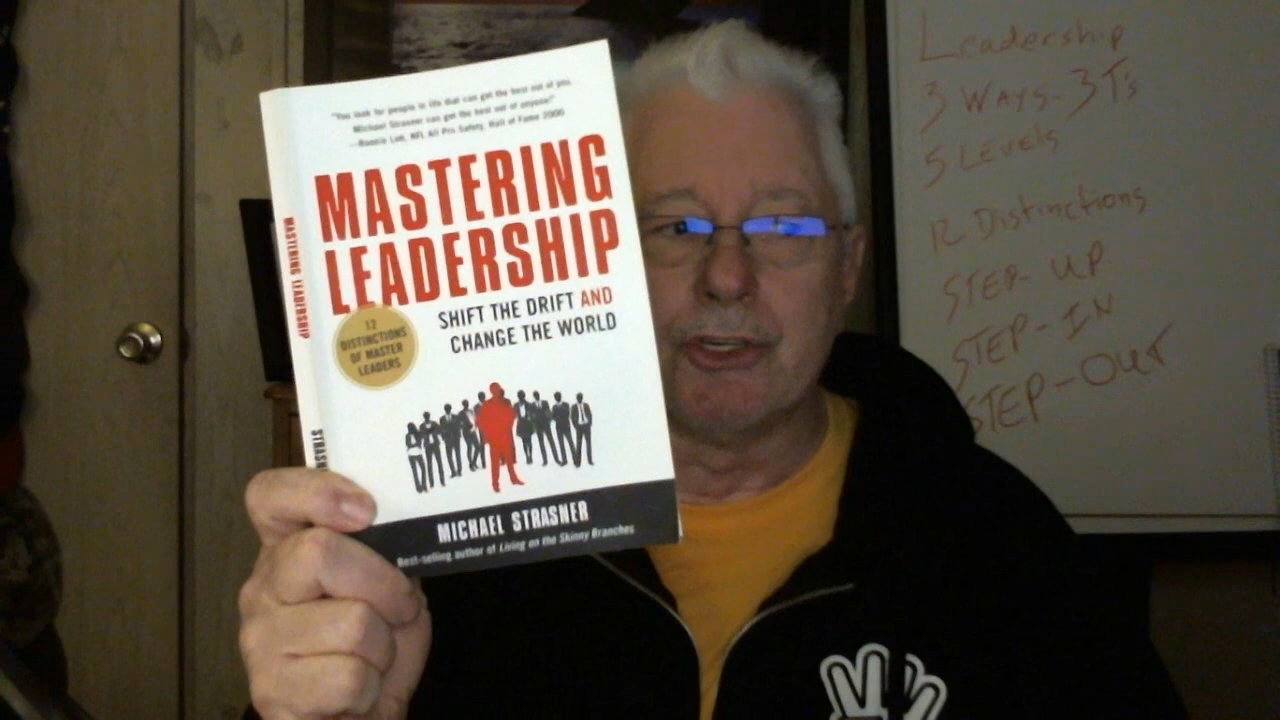 "You look for people in life that can get the best out of you.
Michael Strasner can get the best out of anyone!"
—Ronnie Lott, NFL All Pro Safety, Hall of Fame 2000
MASTERING
LEADERSHIP
SHIFT THE DRIFT AND
CHANGE THE WORLD
12
DISTINCTIONS
OF MASTER
LEADERS
MICHAEL STRASNER
Best-selling author of Living on the Skinny Branches
MASTERING LEADERSHIP
Leadership
3 Ways-3T's
5 Levels
12 Distinctions
STEP-UP
STEP-IN
STEP-OUT